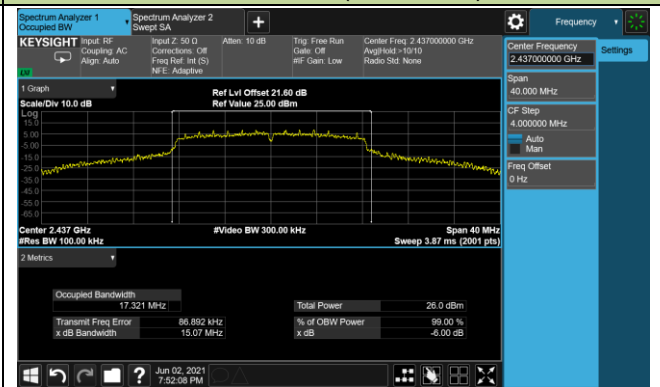 Spectrum Analyzer 1
Occupied BW
Spectrum Analyzer 2
Swept SA
Frequency
KEYSIGHT
Input: RF
Coupling: AC
Align: Auto
Input Z: 50 Ω
Corrections: Off
Freq Ref: Int (S)
NFE: Adaptive
Atten: 10 dB
Trig: Free Run
Gate: Off
#IF Gain: Low
Center Freq: 2.437000000 GHz
Avg|Hold:>10/10
Radio Std: None
Center Frequency
2.437000000 GHz
Settings
Span
40.000 MHz
CF Step
4.000000 MHz
Auto
Man
Freq Offset
0 Hz
1 Graph
Scale/Div 10.0 dB
Ref Lvl Offset 21.60 dB
Ref Value 25.00 dBm
Log
15.0
5.00
-5.00
-15.0
-25.0
-35.0
-45.0
-55.0
-65.0
Center 2.437 GHz
#Res BW 100.00 kHz
#Video BW 300.00 kHz
Span 40 MHz
Sweep 3.87 ms (2001 pts)
2 Metrics
Occupied Bandwidth
17.321 MHz
Total Power 26.0 dBm
Transmit Freq Error 86.892 kHz
% of OBW Power 99.00 %
x dB Bandwidth 15.07 MHz
x dB -6.00 dB
Jun 02, 2021
7:52:08 PM